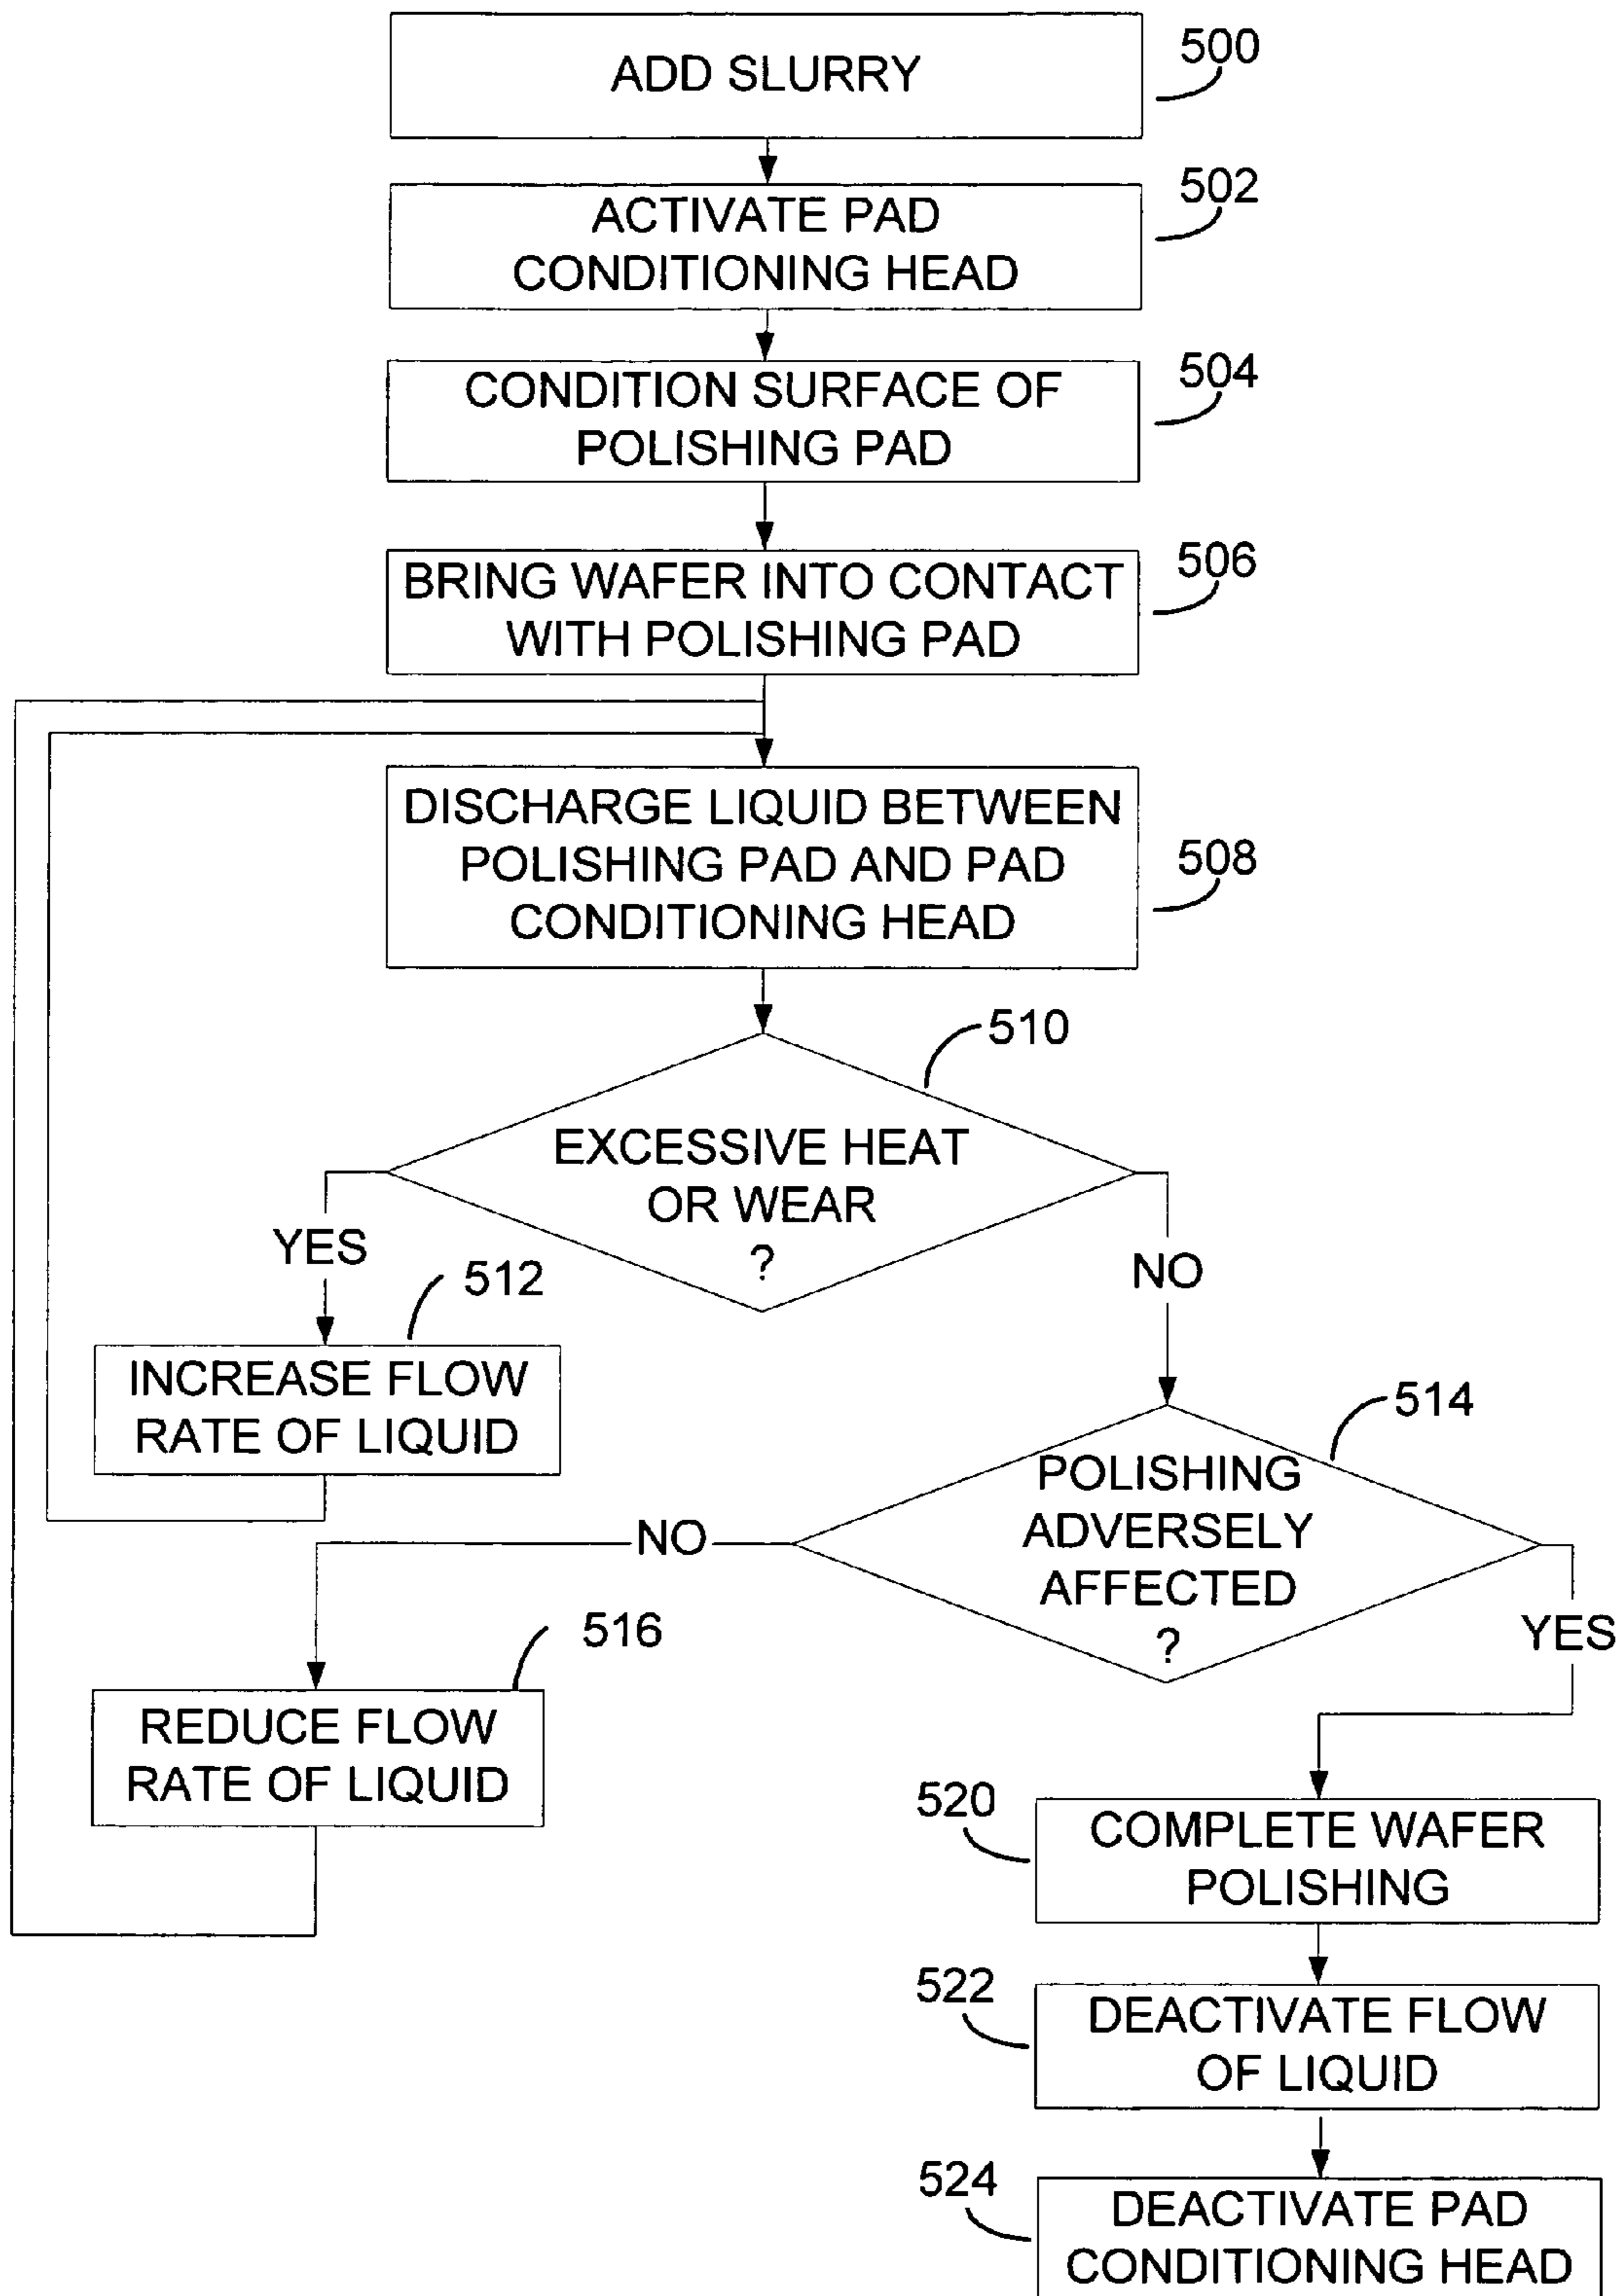 ADD SLURRY
500
ACTIVATE PAD
CONDITIONING HEAD
502
CONDITION SURFACE OF
POLISHING PAD
504
BRING WAFER INTO CONTACT
WITH POLISHING PAD
506
DISCHARGE LIQUID BETWEEN
POLISHING PAD AND PAD
CONDITIONING HEAD
508
510
EXCESSIVE HEAT
OR WEAR
?
YES
NO
512
INCREASE FLOW
RATE OF LIQUID
514
POLISHING
ADVERSELY
AFFECTED
?
NO
YES
516
REDUCE FLOW
RATE OF LIQUID
520
COMPLETE WAFER
POLISHING
522
DEACTIVATE FLOW
OF LIQUID
524
DEACTIVATE PAD
CONDITIONING HEAD